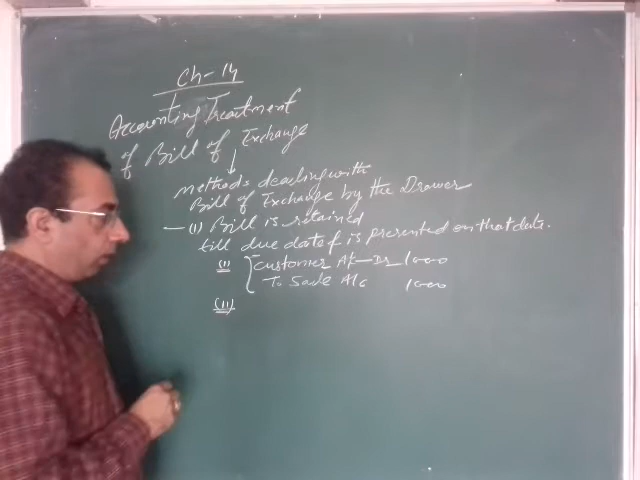 Ch-14
Accounting Treatment
of Bill of Exchange
methods dealing with
Bill of Exchange by the Drawer
(1) Bill is retained
till due date & is presented on that date.
(i) Customer A/c Dr 1000
To Sale A/c 1000
(ii)